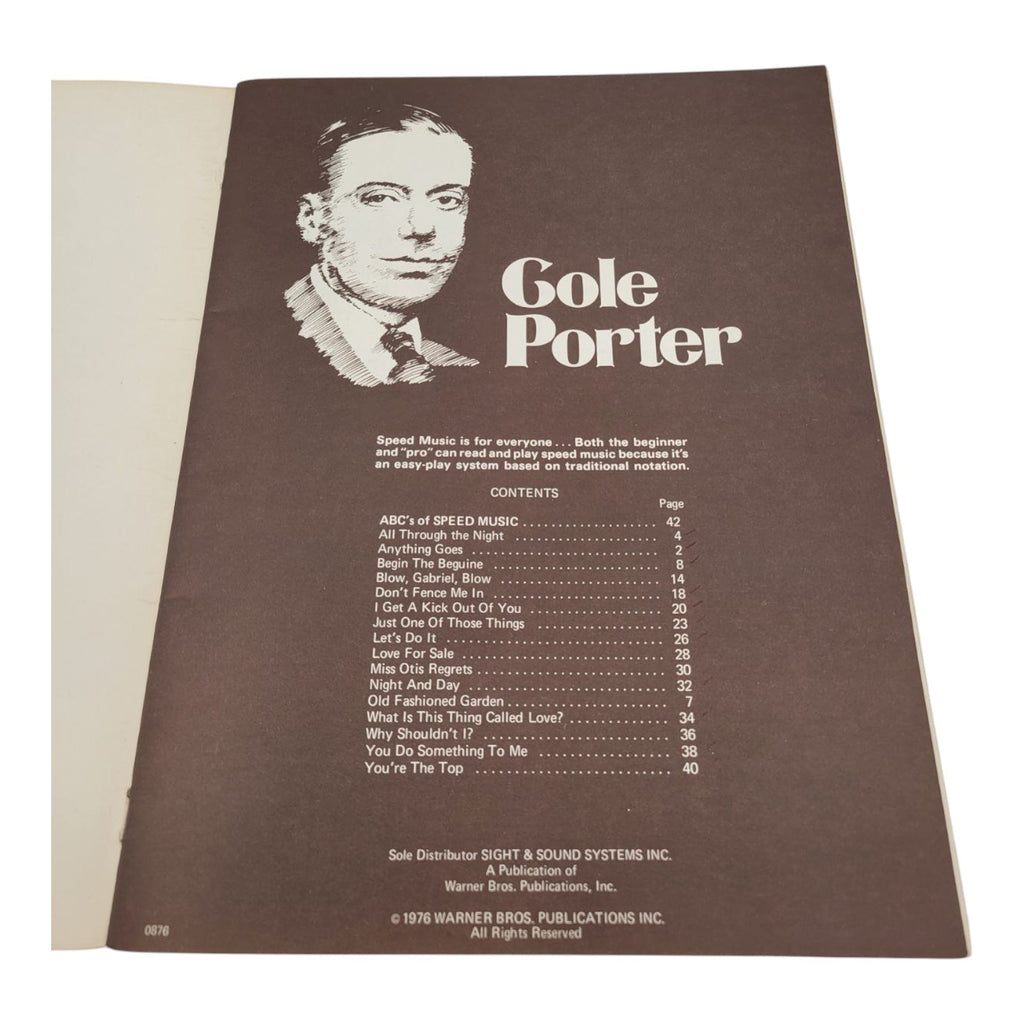 Cole
Porter
Speed Music is for everyone... Both the beginner
and "pro" can read and play speed music because it's
an easy-play system based on traditional notation.
CONTENTS
Page
ABC's of SPEED MUSIC . . . . . . . . . . . . . . . . . . . 42
All Through the Night . . . . . . . . . . . . . . . . . . . . 4
Anything Goes . . . . . . . . . . . . . . . . . . . . . . . . . . 2
Begin The Beguine . . . . . . . . . . . . . . . . . . . . . . . 8
Blow, Gabriel, Blow . . . . . . . . . . . . . . . . . . . . . . 14
Don't Fence Me In . . . . . . . . . . . . . . . . . . . . . . . 18
I Get A Kick Out Of You . . . . . . . . . . . . . . . . . . 20
Just One Of Those Things . . . . . . . . . . . . . . . . . 23
Let's Do It . . . . . . . . . . . . . . . . . . . . . . . . . . . . . 26
Love For Sale . . . . . . . . . . . . . . . . . . . . . . . . . . . 28
Miss Otis Regrets . . . . . . . . . . . . . . . . . . . . . . . . 30
Night And Day . . . . . . . . . . . . . . . . . . . . . . . . . . 32
Old Fashioned Garden . . . . . . . . . . . . . . . . . . . . 7
What Is This Thing Called Love? . . . . . . . . . . . . 34
Why Shouldn't I? . . . . . . . . . . . . . . . . . . . . . . . . 36
You Do Something To Me . . . . . . . . . . . . . . . . . 38
You're The Top . . . . . . . . . . . . . . . . . . . . . . . . . 40
Sole Distributor SIGHT & SOUND SYSTEMS INC.
A Publication of
Warner Bros. Publications, Inc.
© 1976 WARNER BROS. PUBLICATIONS INC.
All Rights Reserved
0876